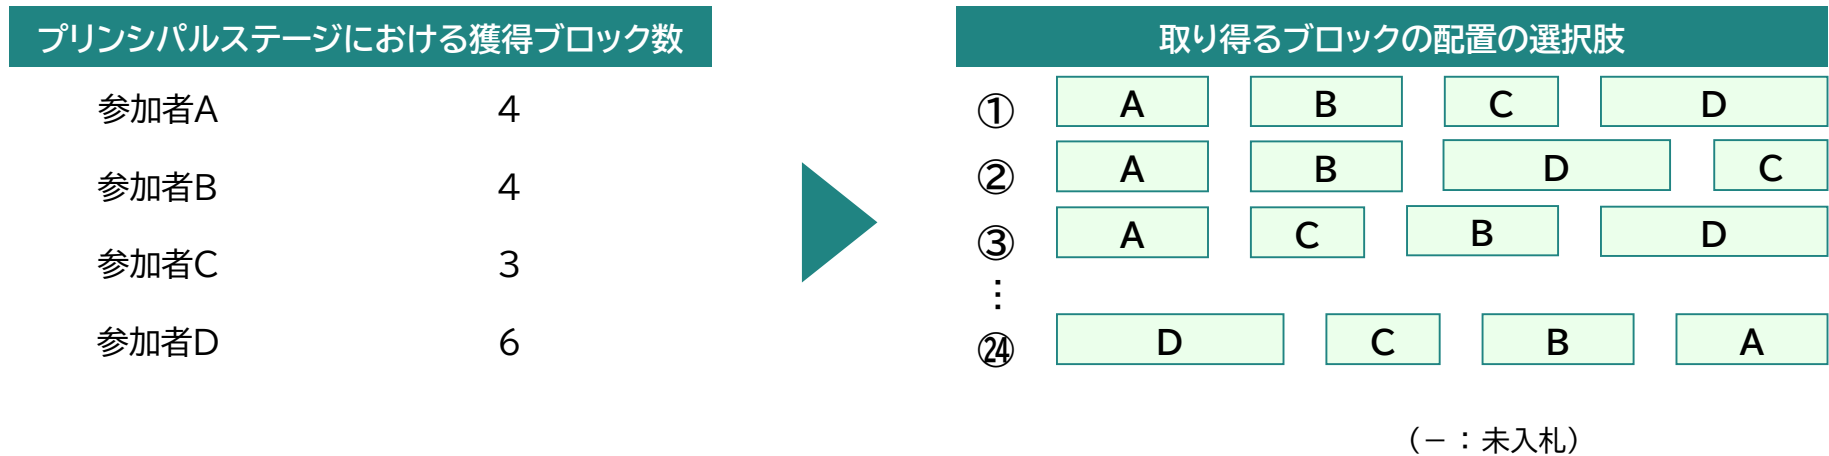 プリンシパルステージにおける獲得ブロック数
参加者A 4
参加者B 4
参加者C 3
参加者D 6
取り得るブロックの配置の選択肢
① A B C D
② A B D C
③ A C B D
⋮
㉔ D C B A
（－：未入札）